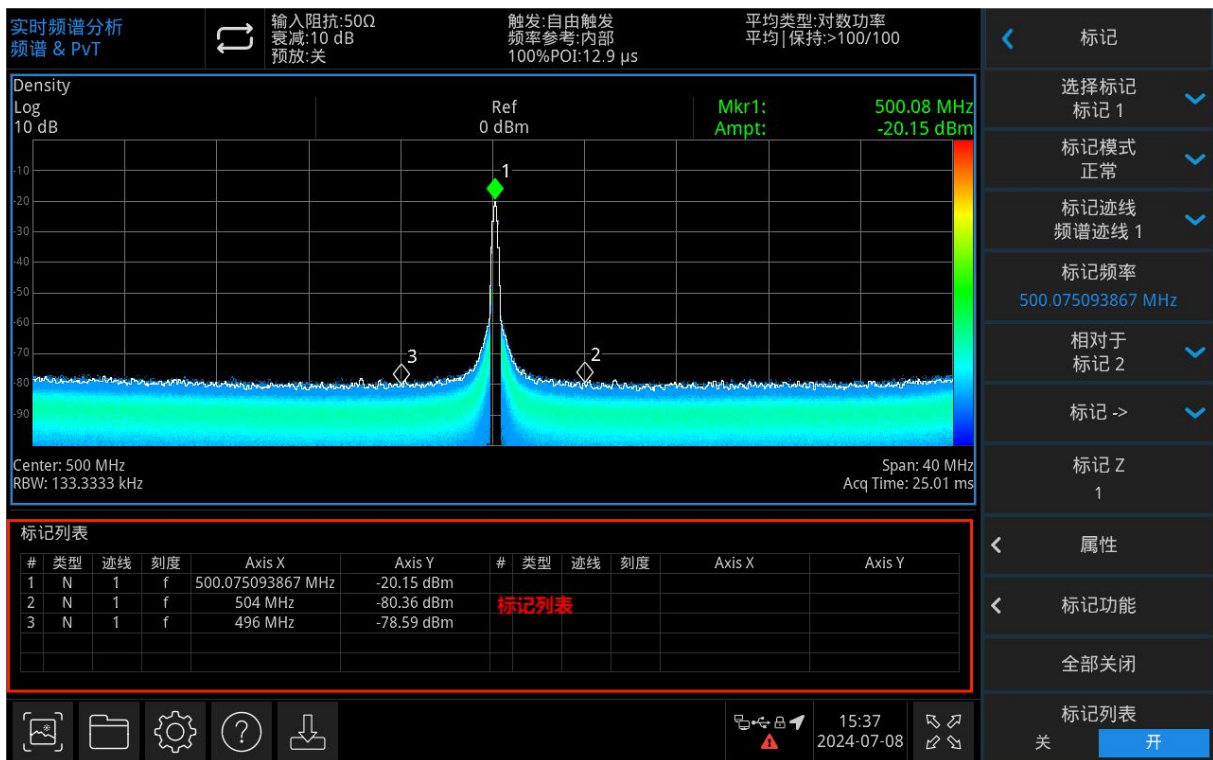 实时频谱分析
频谱 & PvT
输入阻抗:50Ω
衰减:10 dB
预放:关
触发:自由触发
频率参考:内部
100%POI:12.9 μs
平均类型:对数功率
平均|保持:>100/100
Density
Log
10 dB
Ref
0 dBm
Mkr1: 500.08 MHz
Ampt: -20.15 dBm
-10
-20
-30
-40
-50
-60
-70
-80
-90
1
3
2
Center: 500 MHz
RBW: 133.3333 kHz
Span: 40 MHz
Acq Time: 25.01 ms
标记列表
# 类型 迹线 刻度 Axis X Axis Y # 类型 迹线 刻度 Axis X Axis Y
1 N 1 f 500.075093867 MHz -20.15 dBm
2 N 1 f 504 MHz -80.36 dBm
3 N 1 f 496 MHz -78.59 dBm
标记列表
15:37
2024-07-08
标记
选择标记
标记 1
标记模式
正常
标记迹线
频谱迹线 1
标记频率
500.075093867 MHz
相对于
标记 2
标记 ->
标记 Z
1
属性
标记功能
全部关闭
标记列表
关 开